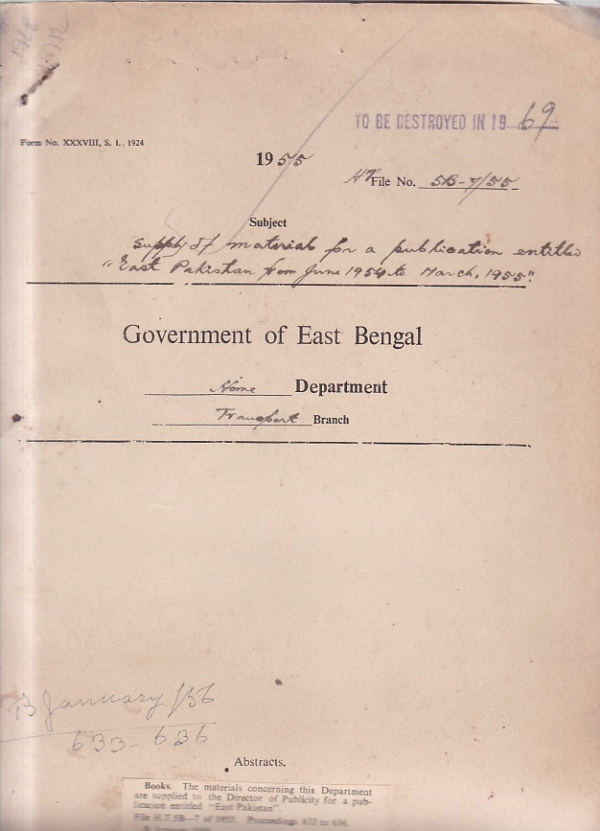 TO BE DESTROYED IN 1969
Form No. XXXVIII, S. I., 1924
1955
HT File No. 5B-7/55
Subject
Supply of material for a publication entitled
"East Pakistan from June 1954 to March, 1955".
Government of East Bengal
Home Department
Transport Branch
B January/56
633-636
Abstracts.
Books. The materials concerning this Department
are supplied to the Director of Publicity for a pub-
lication entitled "East Pakistan".
File H.T.5B—7 of 1955. Proceedings 633 to 636.